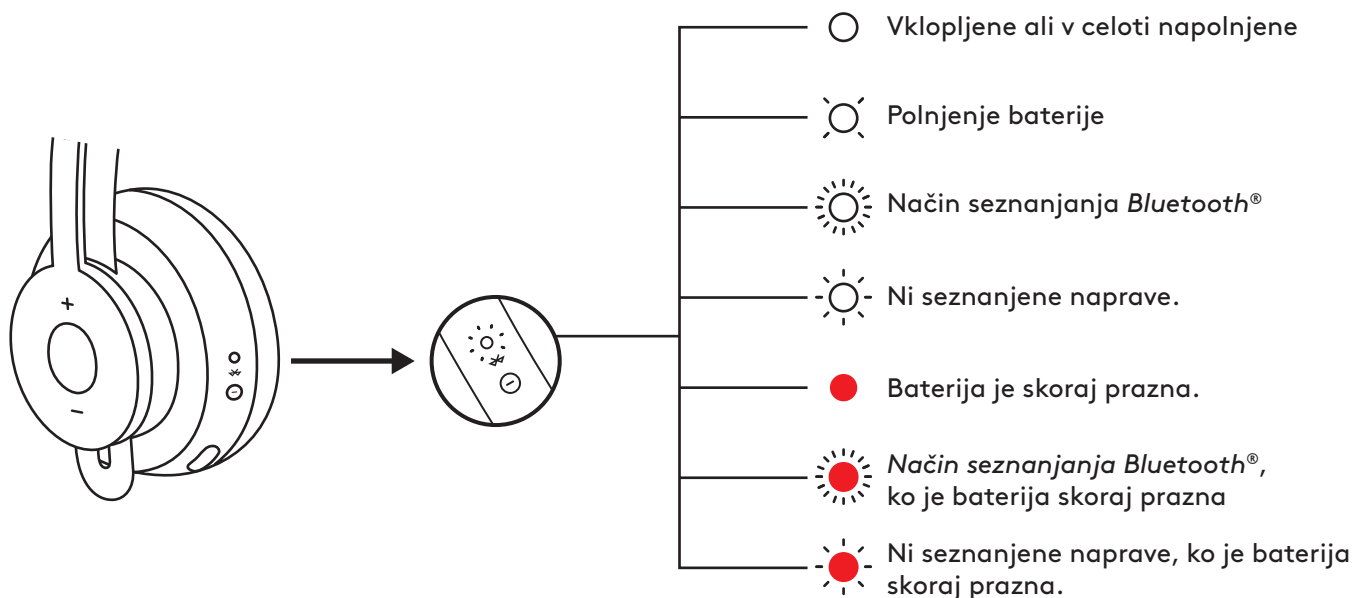 Vklopljene ali v celoti napolnjene
Polnjenje baterije
Način seznanjanja Bluetooth®
Ni seznanjene naprave.
Baterija je skoraj prazna.
Način seznanjanja Bluetooth®,
ko je baterija skoraj prazna
Ni seznanjene naprave, ko je baterija
skoraj prazna.